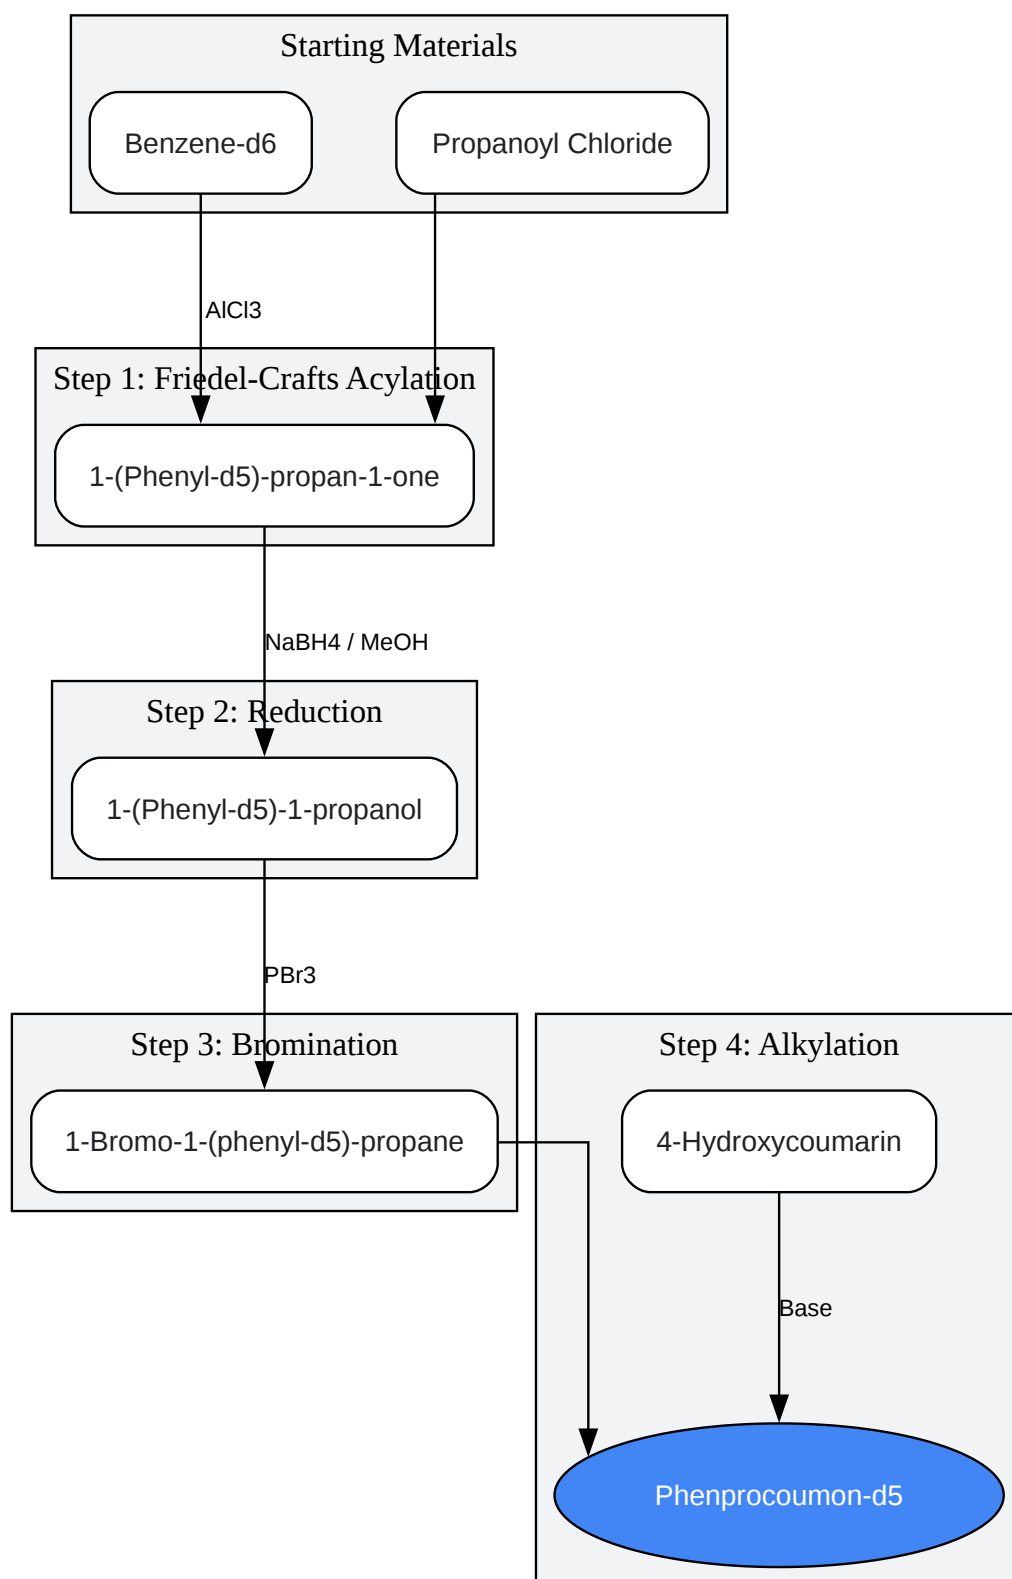 Starting Materials
Benzene-d6
Propanoyl Chloride
AlCl3
Step 1: Friedel-Crafts Acylation
1-(Phenyl-d5)-propan-1-one
NaBH4 / MeOH
Step 2: Reduction
1-(Phenyl-d5)-1-propanol
PBr3
Step 3: Bromination
1-Bromo-1-(phenyl-d5)-propane
Step 4: Alkylation
4-Hydroxycoumarin
Base
Phenprocoumon-d5